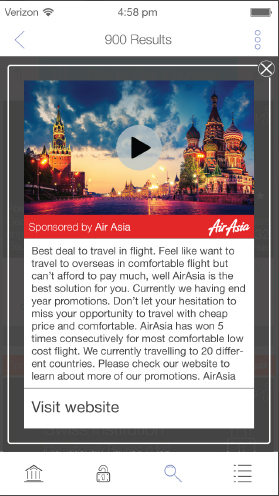 Verizon 4:58 pm
900 Results
Sponsored by Air Asia AirAsia
Best deal to travel in flight. Feel like want to
travel to overseas in comfortable flight but
can't afford to pay much, well AirAsia is the
best solution for you. Currently we having end
year promotions. Don't let your hesitation to
miss your opportunity to travel with cheap
price and comfortable. AirAsia has won 5
times consecutively for most comfortable low
cost flight. We currently travelling to 20 differ-
ent countries. Please check our website to
learn about more of our promotions. AirAsia
Visit website